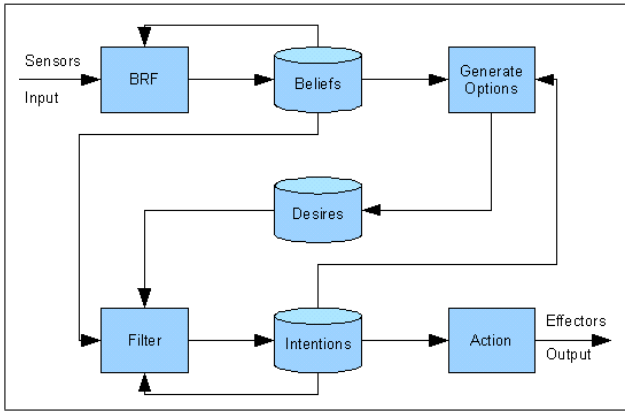 Sensors
Input
BRF
Beliefs
Generate
Options
Desires
Filter
Intentions
Action
Effectors
Output